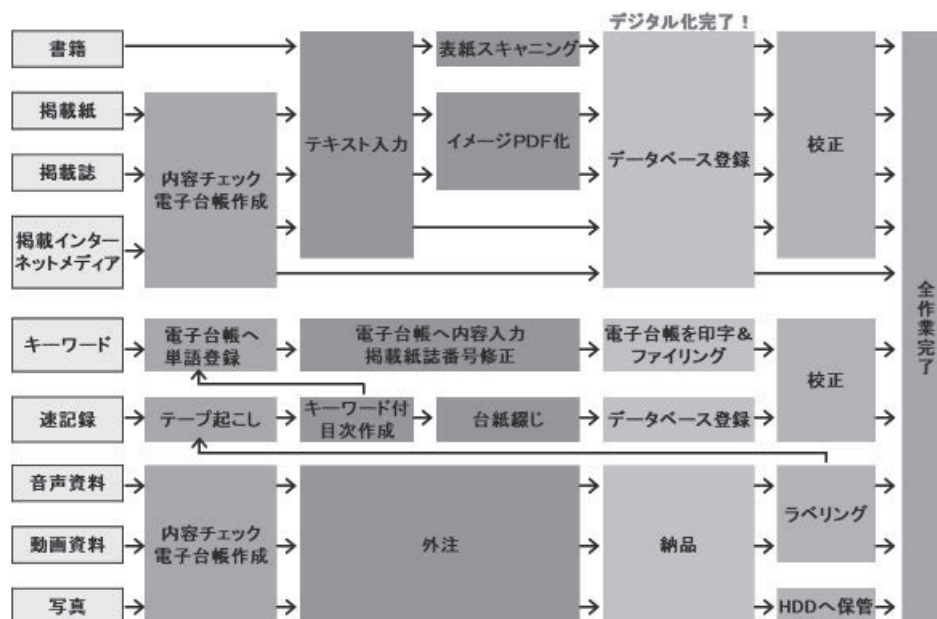 デジタル化完了！
書籍
表紙スキャニング
掲載紙
掲載誌
掲載インター
ネットメディア
内容チェック
電子台帳作成
テキスト入力
イメージPDF化
データベース登録
校正
キーワード
電子台帳へ
単語登録
電子台帳へ内容入力
掲載紙誌番号修正
電子台帳を印字＆
ファイリング
校正
速記録
テープ起こし
キーワード付
目次作成
台紙綴じ
データベース登録
音声資料
動画資料
写真
内容チェック
電子台帳作成
外注
納品
ラベリング
HDDへ保管
全作業完了